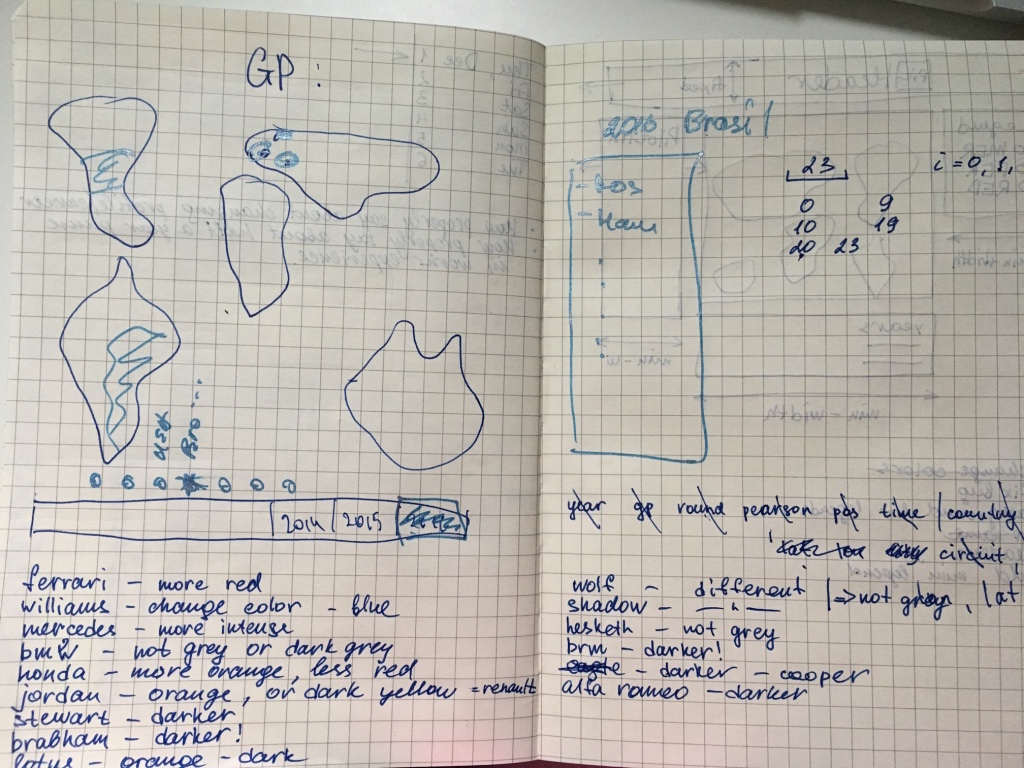 GP :
USA
Bra ...
2014 2015
ferrari - more red
williams - change color - blue
mercedes - more intense
bmw - not grey or dark grey
honda - more orange, less red
jordan - orange, or dark yellow = renault
stewart - darker
brabham - darker!
lotus - orange - dark
2016 Brasil
- Ros
- Ham
23
0 9
10 19
20 23
i = 0, 1,
year gp round pos time / country
circuit,
wolf - different |=> not grey, lat
shadow - — " —
hesketh - not grey
brm - darker!
eagle - darker - cooper
alfa romeo - darker